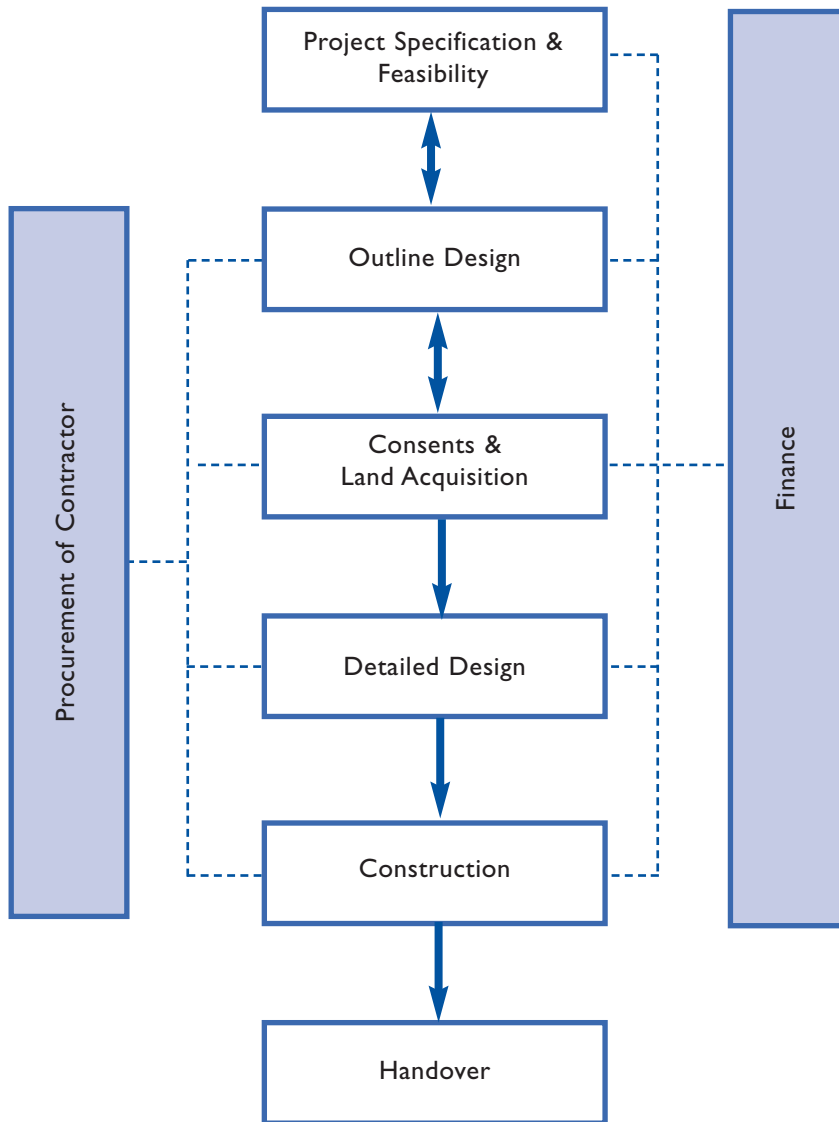 Project Specification &
Feasibility
Outline Design
Consents &
Land Acquisition
Detailed Design
Construction
Handover
Procurement of Contractor
Finance